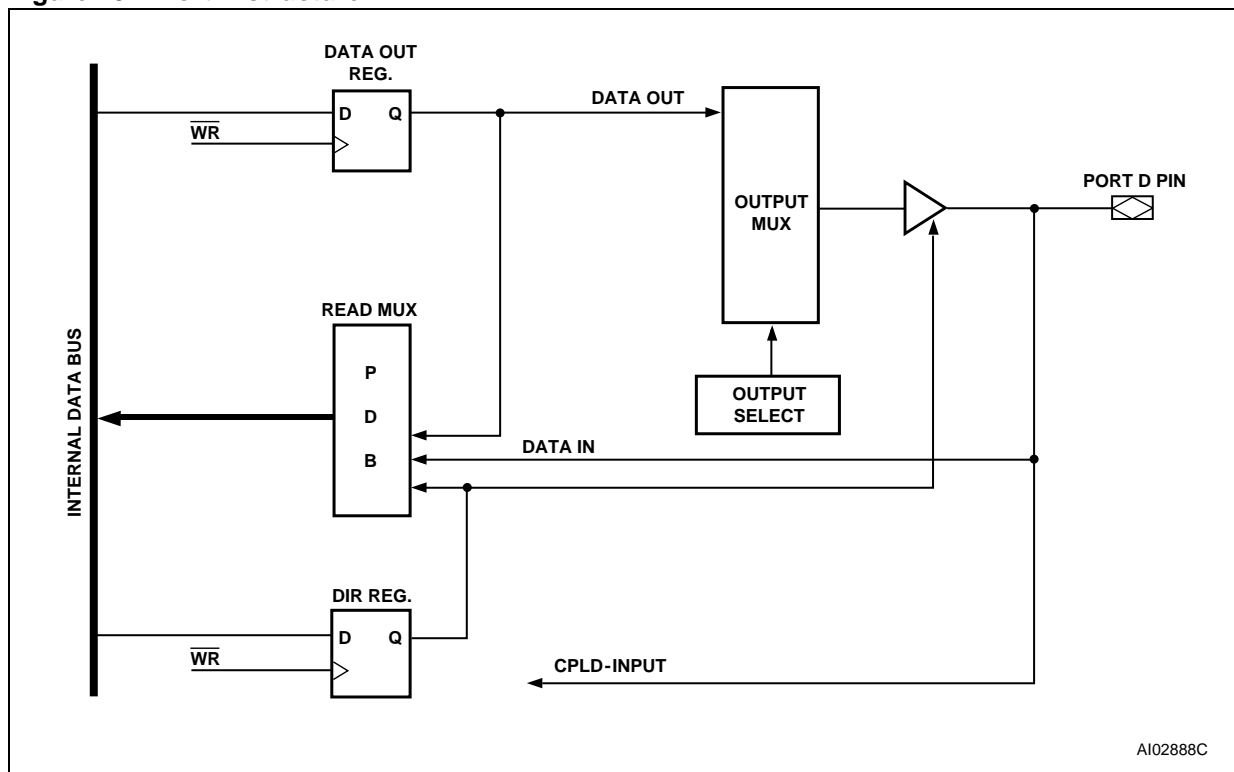 DATA OUT
REG.
D Q
WR
DATA OUT
OUTPUT
MUX
PORT D PIN
READ MUX
P
D
B
OUTPUT
SELECT
DATA IN
INTERNAL DATA BUS
DIR REG.
D Q
WR
CPLD-INPUT
AI02888C